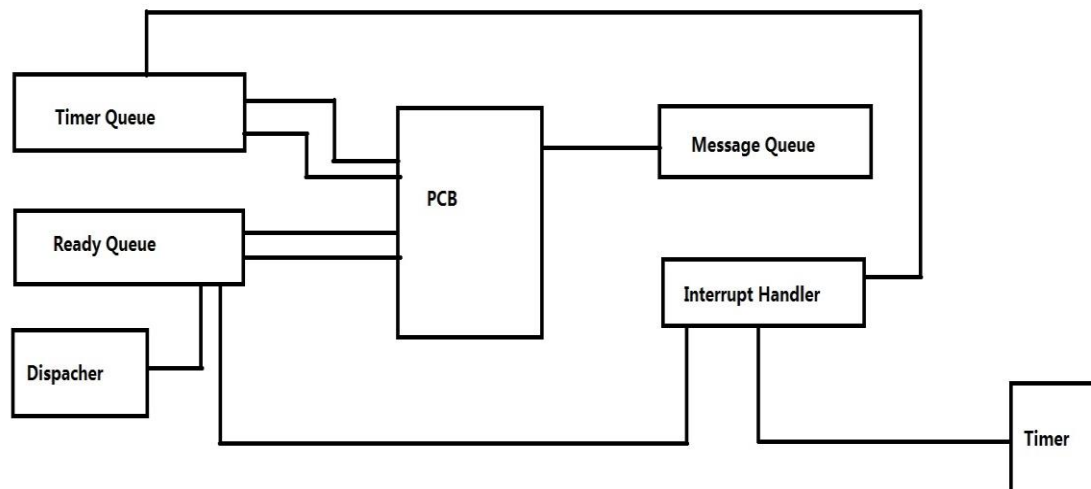 Timer Queue
Message Queue
PCB
Ready Queue
Interrupt Handler
Dispacher
Timer